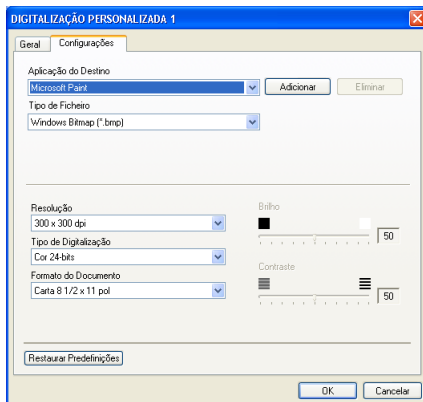 DIGITALIZAÇÃO PERSONALIZADA 1
Geral Configurações
Aplicação do Destino
Microsoft Paint Adicionar Eliminar
Tipo de Ficheiro
Windows Bitmap (*.bmp)
Resolução Brilho
300 x 300 dpi 50
Tipo de Digitalização
Cor 24-bits
Formato do Documento Contraste
Carta 8 1/2 x 11 pol 50
Restaurar Predefinições
OK Cancelar